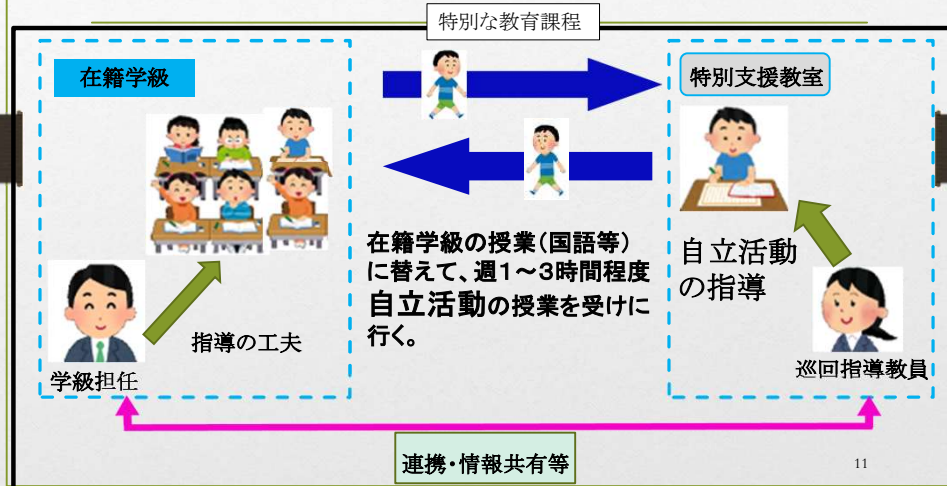 特別な教育課程
在籍学級
特別支援教室
在籍学級の授業(国語等)
に替えて、週1~3時間程度
自立活動の授業を受けに
行く。
自立活動
の指導
指導の工夫
学級担任
巡回指導教員
連携・情報共有等
11